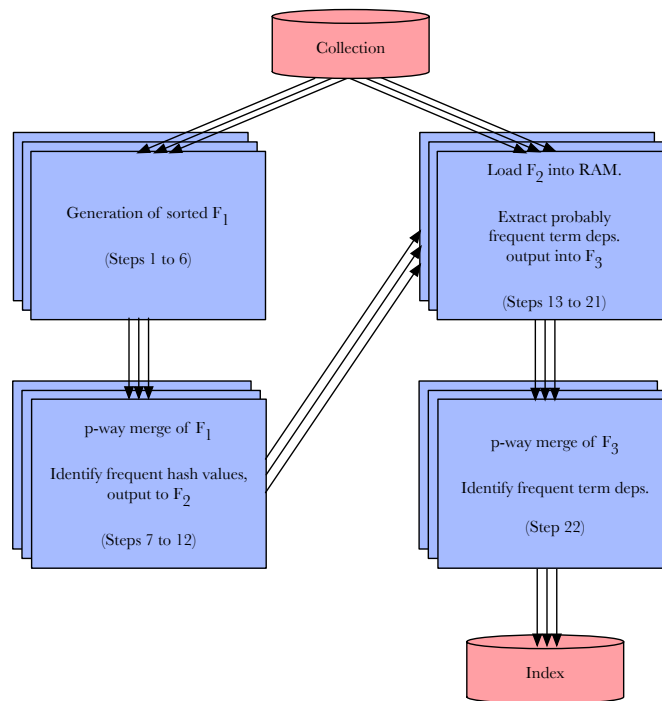 Collection
Generation of sorted F1
(Steps 1 to 6)
p-way merge of F1
Identify frequent hash values,
output to F2
(Steps 7 to 12)
Load F2 into RAM.
Extract probably
frequent term deps.
output into F3
(Steps 13 to 21)
p-way merge of F3
Identify frequent term deps.
(Step 22)
Index